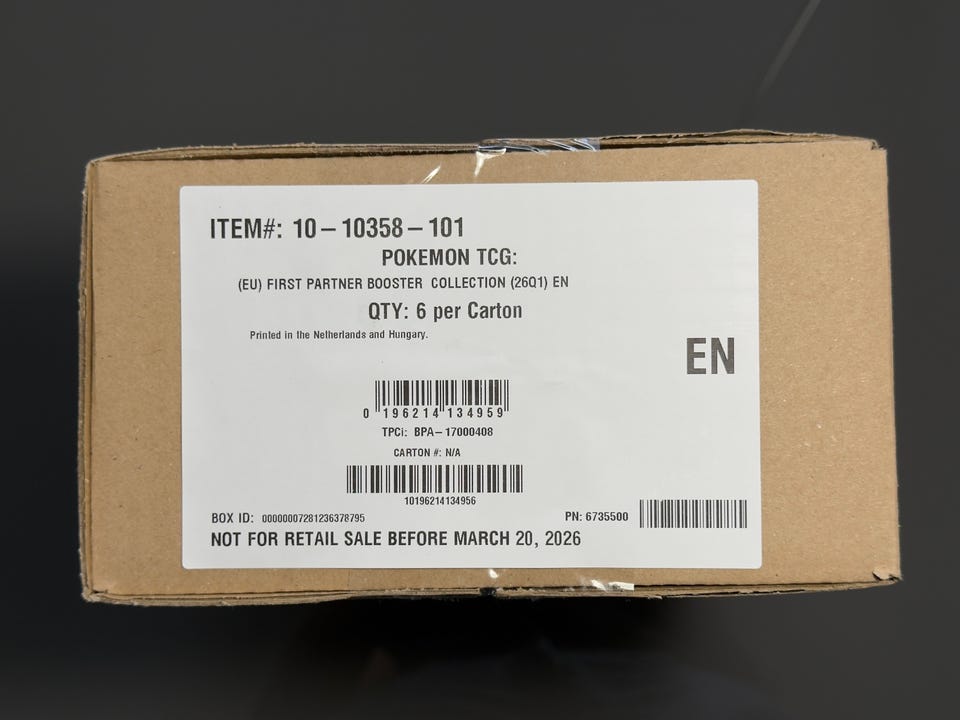 ITEM#: 10-10358-101
POKEMON TCG:
(EU) FIRST PARTNER BOOSTER COLLECTION (26Q1) EN
QTY: 6 per Carton
Printed in the Netherlands and Hungary.
EN
0 196214 134959
TPCi: BPA-17000408
CARTON #: N/A
10196214134956
BOX ID: 00000007281236378795
PN: 6735500
NOT FOR RETAIL SALE BEFORE MARCH 20, 2026